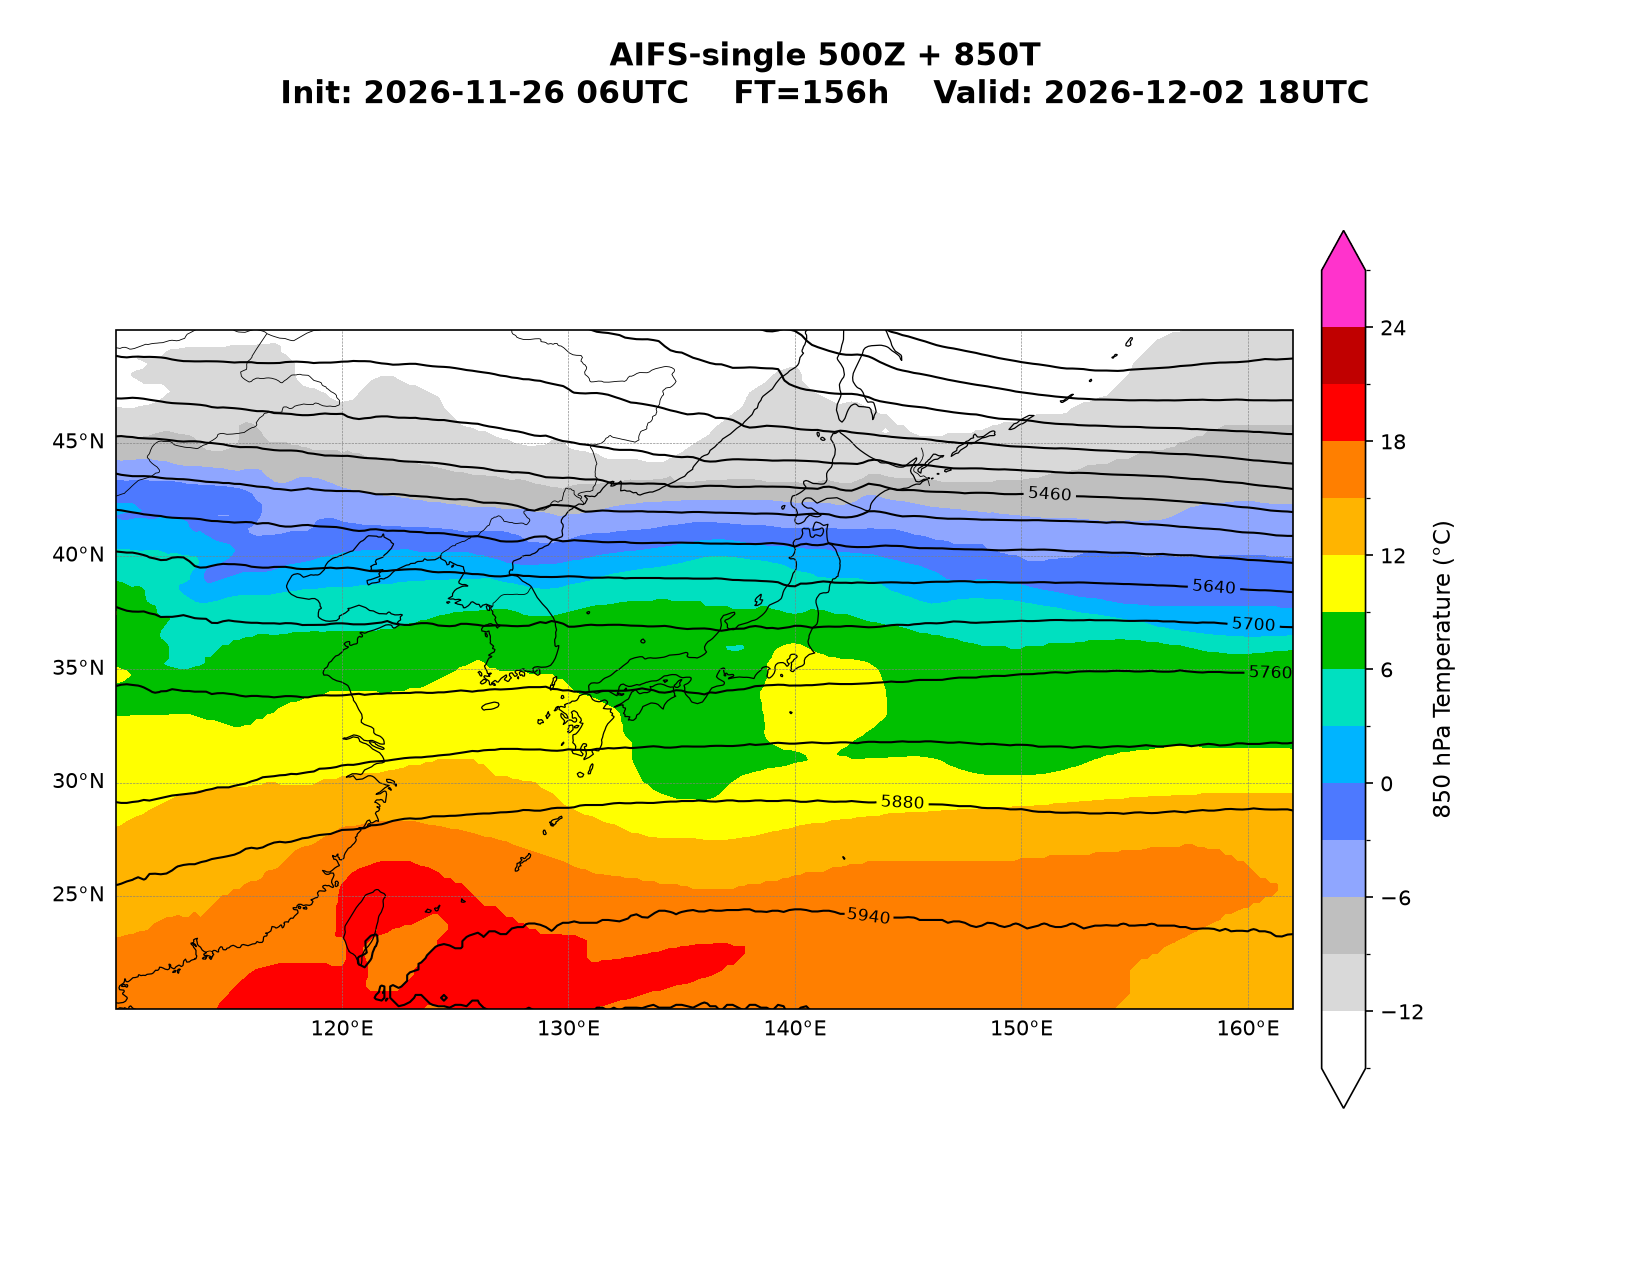 AIFS-single 500Z + 850T
Init: 2026-11-26 06UTC    FT=156h    Valid: 2026-12-02 18UTC
45°N
40°N
35°N
30°N
25°N
120°E
130°E
140°E
150°E
160°E
5460
5640
5700
5760
5880
5940
24
18
12
6
0
−6
−12
850 hPa Temperature (°C)